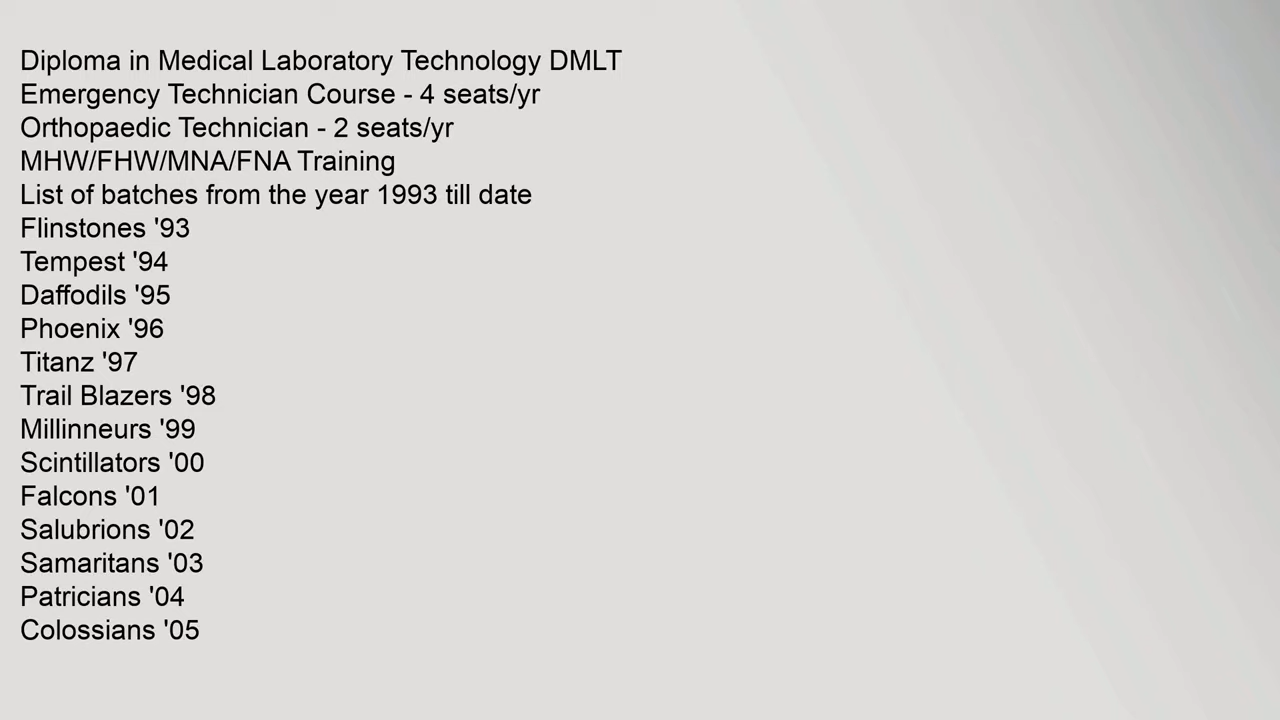 Diploma in Medical Laboratory Technology DMLT
Emergency Technician Course - 4 seats/yr
Orthopaedic Technician - 2 seats/yr
MHW/FHW/MNA/FNA Training
List of batches from the year 1993 till date
Flinstones '93
Tempest '94
Daffodils '95
Phoenix '96
Titanz '97
Trail Blazers '98
Millinneurs '99
Scintillators '00
Falcons '01
Salubrions '02
Samaritans '03
Patricians '04
Colossians '05